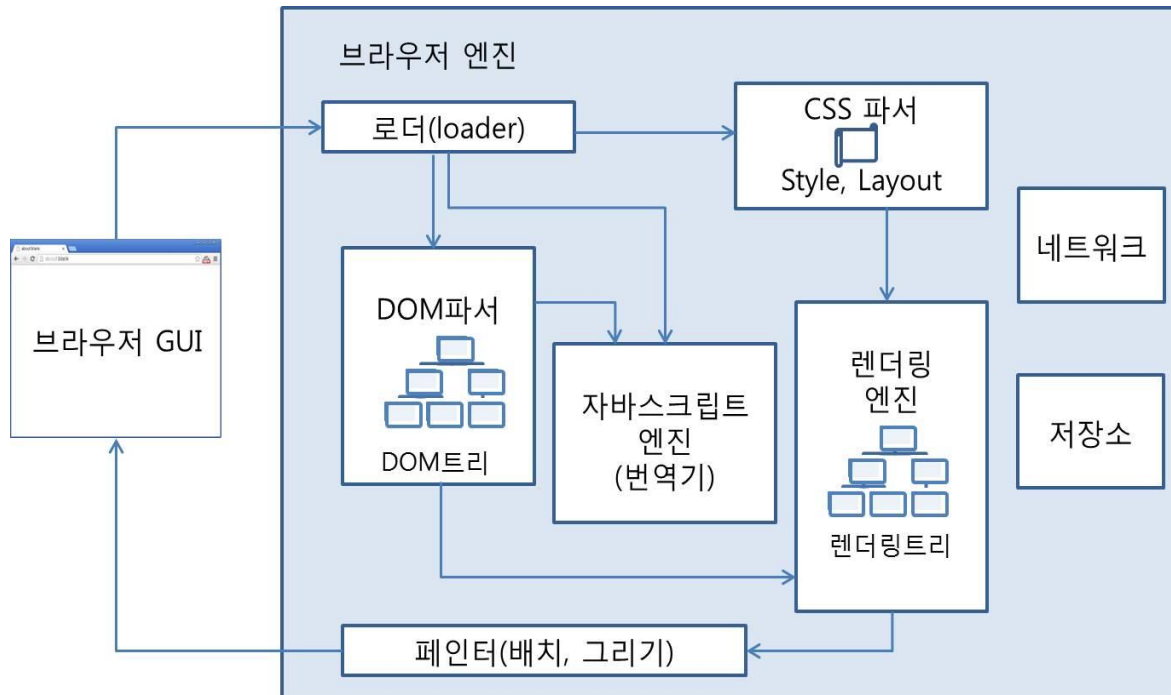 브라우저 엔진
로더(loader)
CSS 파서
Style, Layout
네트워크
브라우저 GUI
DOM파서
DOM트리
자바스크립트
엔진
(번역기)
렌더링
엔진
렌더링트리
저장소
페인터(배치, 그리기)